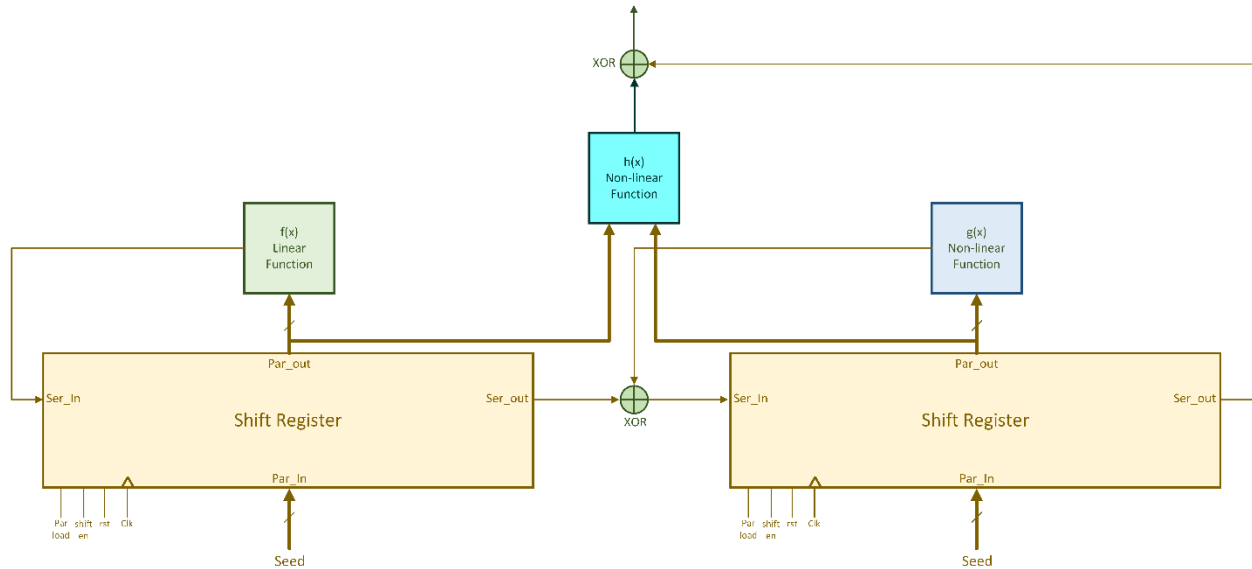 XOR
h(x)
Non-linear
Function
f(x)
Linear
Function
g(x)
Non-linear
Function
Par_out
Par_out
Ser_In
Ser_out
Ser_In
Ser_out
Shift Register
XOR
Shift Register
Par_In
Par_In
Par
load
shift
en
rst
Clk
Par
load
shift
en
rst
Clk
Seed
Seed